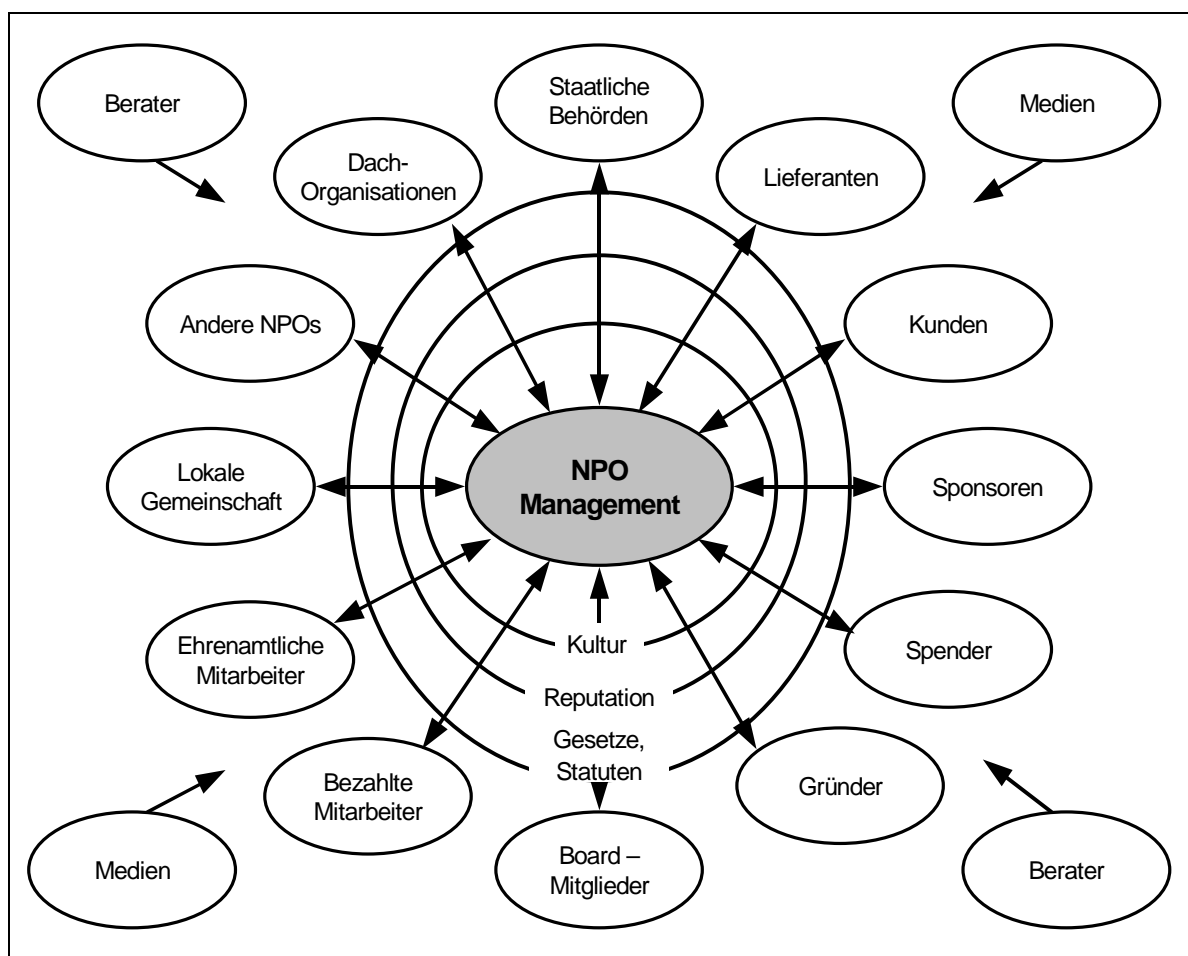 Berater
Staatliche
Behörden
Medien
Dach-
Organisationen
Lieferanten
Andere NPOs
Kunden
Lokale
Gemeinschaft
NPO
Management
Sponsoren
Ehrenamtliche
Mitarbeiter
Kultur
Spender
Reputation
Gesetze,
Statuten
Bezahlte
Mitarbeiter
Gründer
Medien
Board –
Mitglieder
Berater